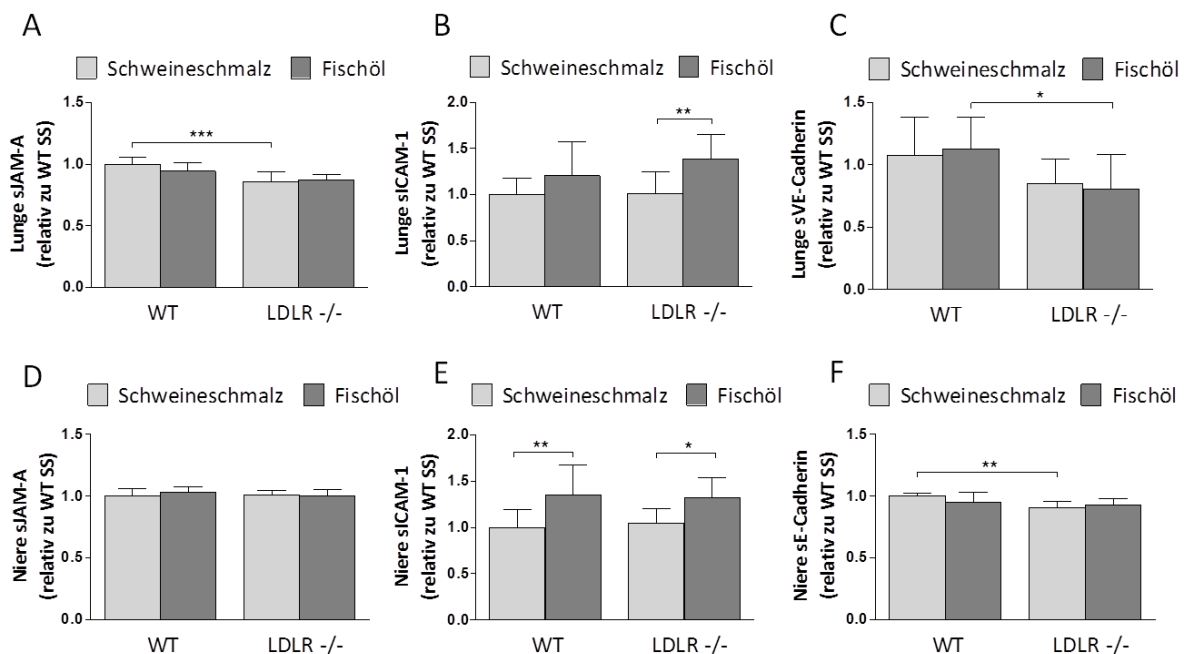 A
Schweineschmalz Fischöl
Lunge sJAM-A
(relativ zu WT SS)
1.5
1.0
0.5
0.0
***
WT LDLR -/-
B
Schweineschmalz Fischöl
Lunge sICAM-1
(relativ zu WT SS)
2.0
1.5
1.0
0.5
0.0
**
WT LDLR -/-
C
Schweineschmalz Fischöl
Lunge sVE-Cadherin
(relativ zu WT SS)
1.5
1.0
0.5
0.0
*
WT LDLR -/-
D
Schweineschmalz Fischöl
Niere sJAM-A
(relativ zu WT SS)
1.5
1.0
0.5
0.0
WT LDLR -/-
E
Schweineschmalz Fischöl
Niere sICAM-1
(relativ zu WT SS)
2.0
1.5
1.0
0.5
0.0
**
*
WT LDLR -/-
F
Schweineschmalz Fischöl
Niere sE-Cadherin
(relativ zu WT SS)
1.5
1.0
0.5
0.0
**
WT LDLR -/-